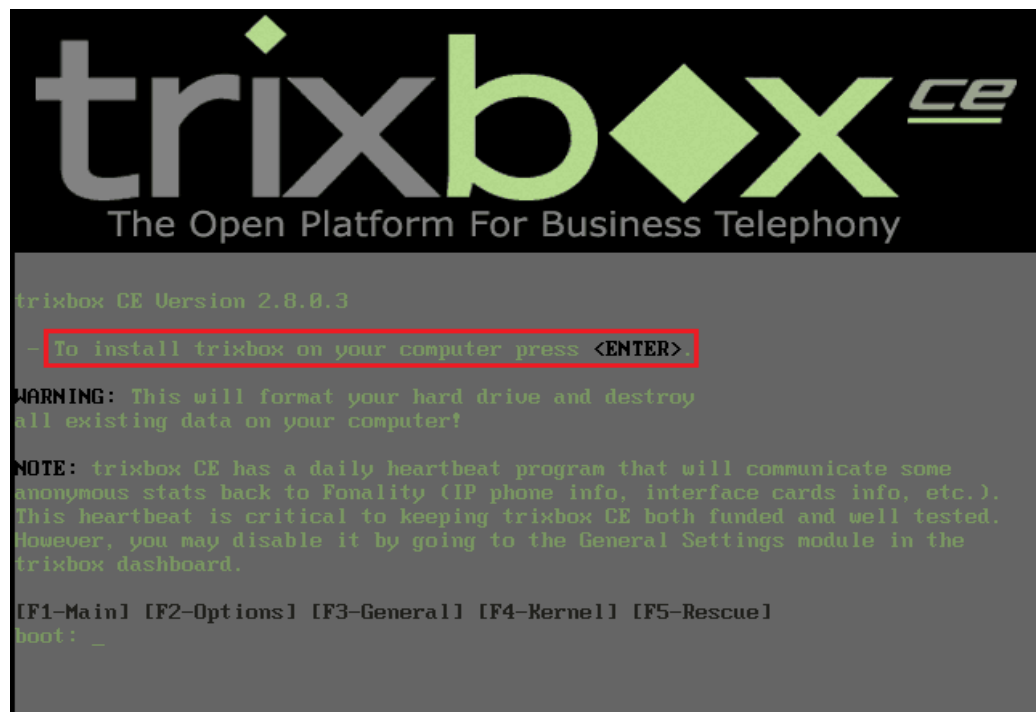 trixbox ce
The Open Platform For Business Telephony
trixbox CE Version 2.8.0.3
- To install trixbox on your computer press <ENTER>.
WARNING: This will format your hard drive and destroy
all existing data on your computer!
NOTE: trixbox CE has a daily heartbeat program that will communicate some
anonymous stats back to Fonality (IP phone info, interface cards info, etc.).
This heartbeat is critical to keeping trixbox CE both funded and well tested.
However, you may disable it by going to the General Settings module in the
trixbox dashboard.
[F1-Main] [F2-Options] [F3-General] [F4-Kernel] [F5-Rescue]
boot: _